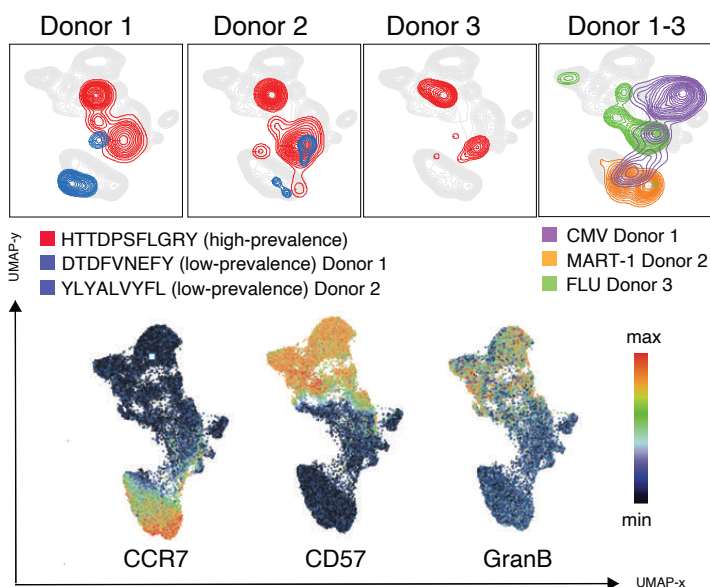 Donor 1
Donor 2
Donor 3
Donor 1-3
HTTDPSFLGRY (high-prevalence)
DTDFVNEFY (low-prevalence) Donor 1
YLYALVYFL (low-prevalence) Donor 2
CMV Donor 1
MART-1 Donor 2
FLU Donor 3
UMAP-y
max
min
CCR7
CD57
GranB
UMAP-x